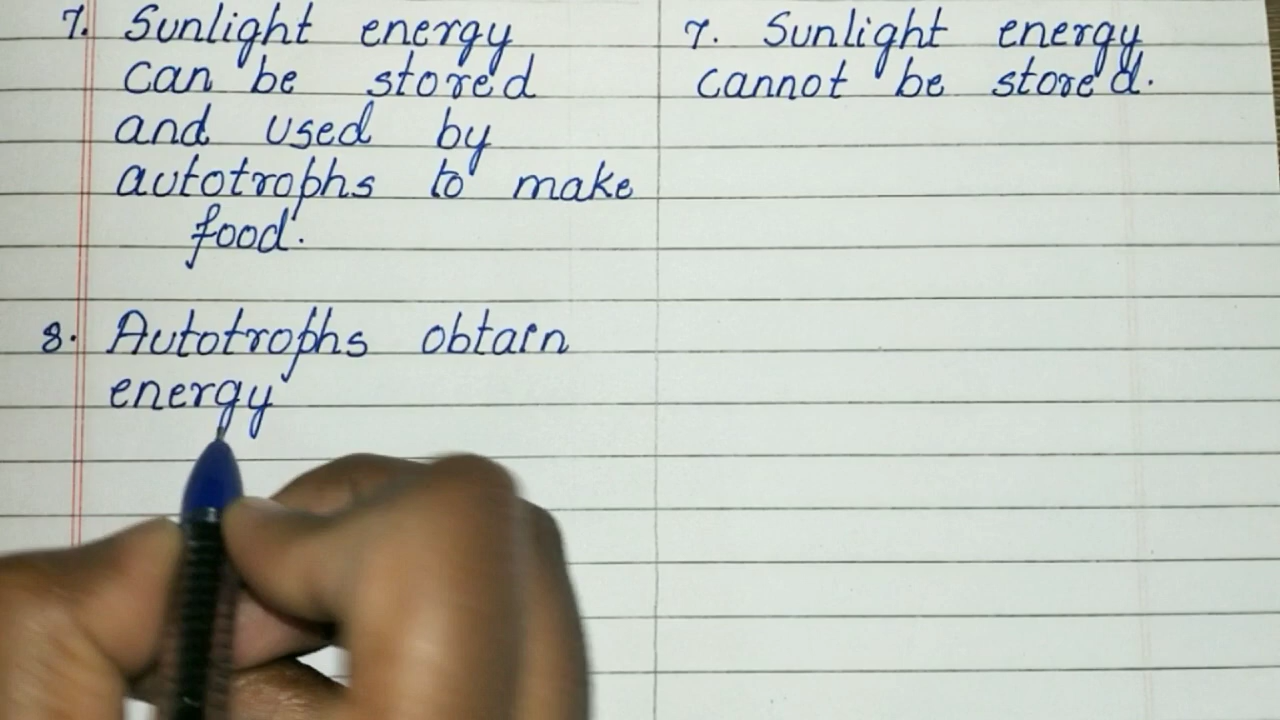 7. Sunlight energy
can be stored
and used by
autotrophs to make
food.
8. Autotrophs obtain
energy
7. Sunlight energy
cannot be stored.